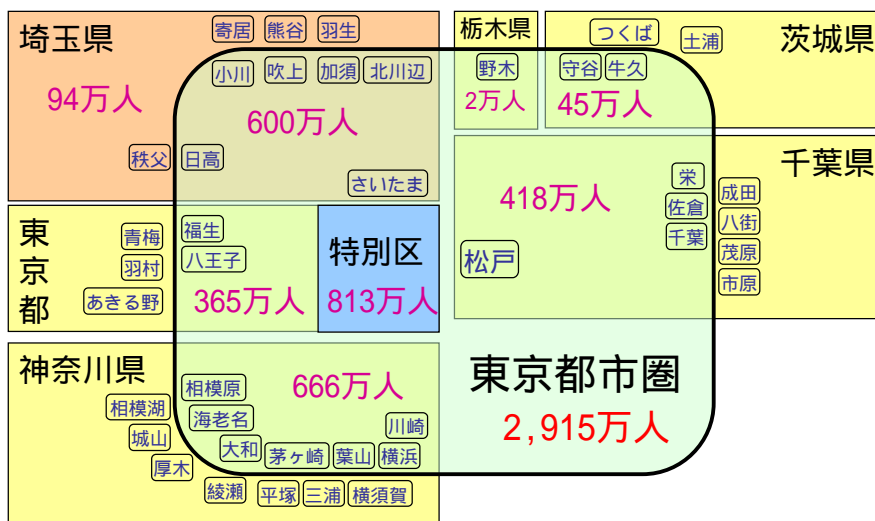 埼玉県
寄居 熊谷 羽生
小川 吹上 加須 北川辺
94万人
600万人
秩父 日高
さいたま
栃木県
野木
2万人
つくば 土浦
茨城県
守谷 牛久
45万人
千葉県
418万人
栄
佐倉
千葉
成田
八街
茂原
市原
松戸
東京都
青梅
羽村
あきる野
福生
八王子
365万人
特別区
813万人
神奈川県
相模原
666万人
相模湖
海老名
川崎
城山
大和 茅ヶ崎 葉山 横浜
厚木
綾瀬 平塚 三浦 横須賀
東京都市圏
2,915万人